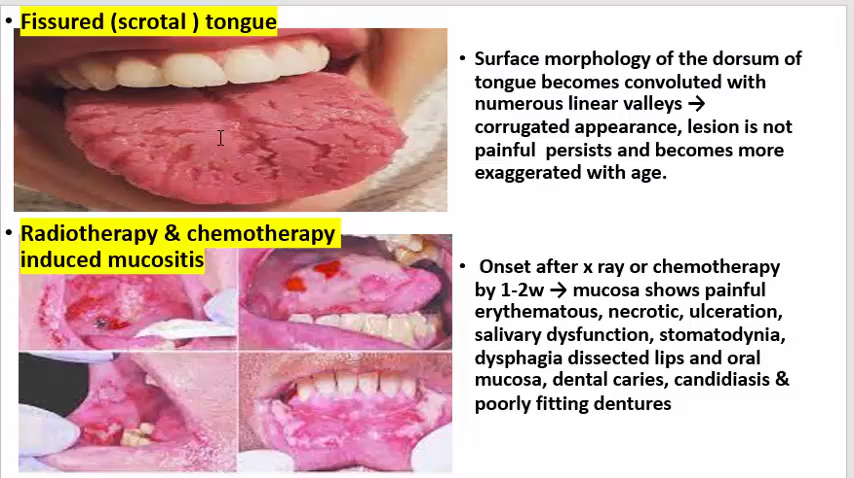 • Fissured (scrotal ) tongue
• Surface morphology of the dorsum of
tongue becomes convoluted with
numerous linear valleys →
corrugated appearance, lesion is not
painful  persists and becomes more
exaggerated with age.
• Radiotherapy & chemotherapy
induced mucositis
• Onset after x ray or chemotherapy
by 1-2w → mucosa shows painful
erythematous, necrotic, ulceration,
salivary dysfunction, stomatodynia,
dysphagia dissected lips and oral
mucosa, dental caries, candidiasis &
poorly fitting dentures